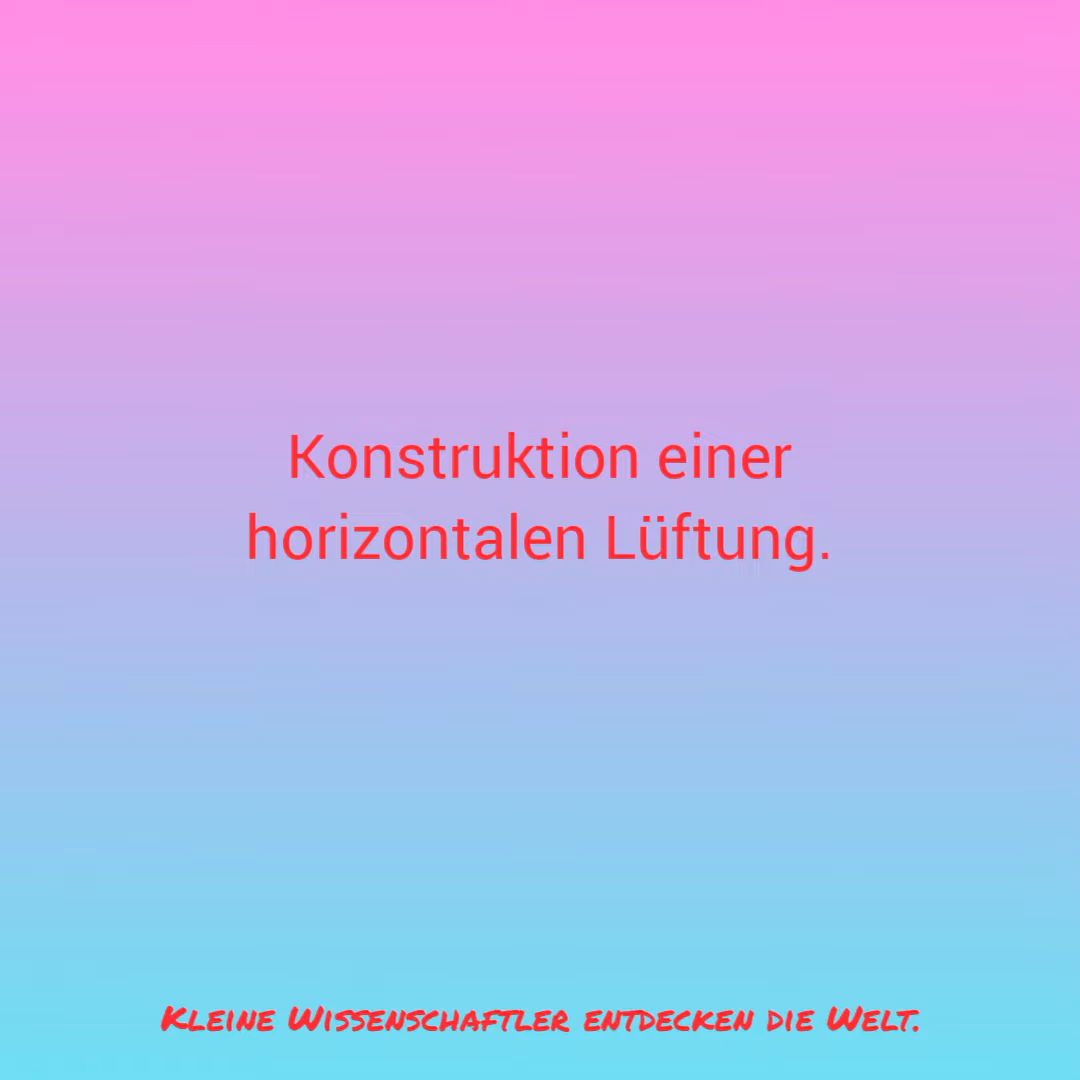 Konstruktion einer
horizontalen Lüftung.
Kleine Wissenschaftler entdecken die Welt.